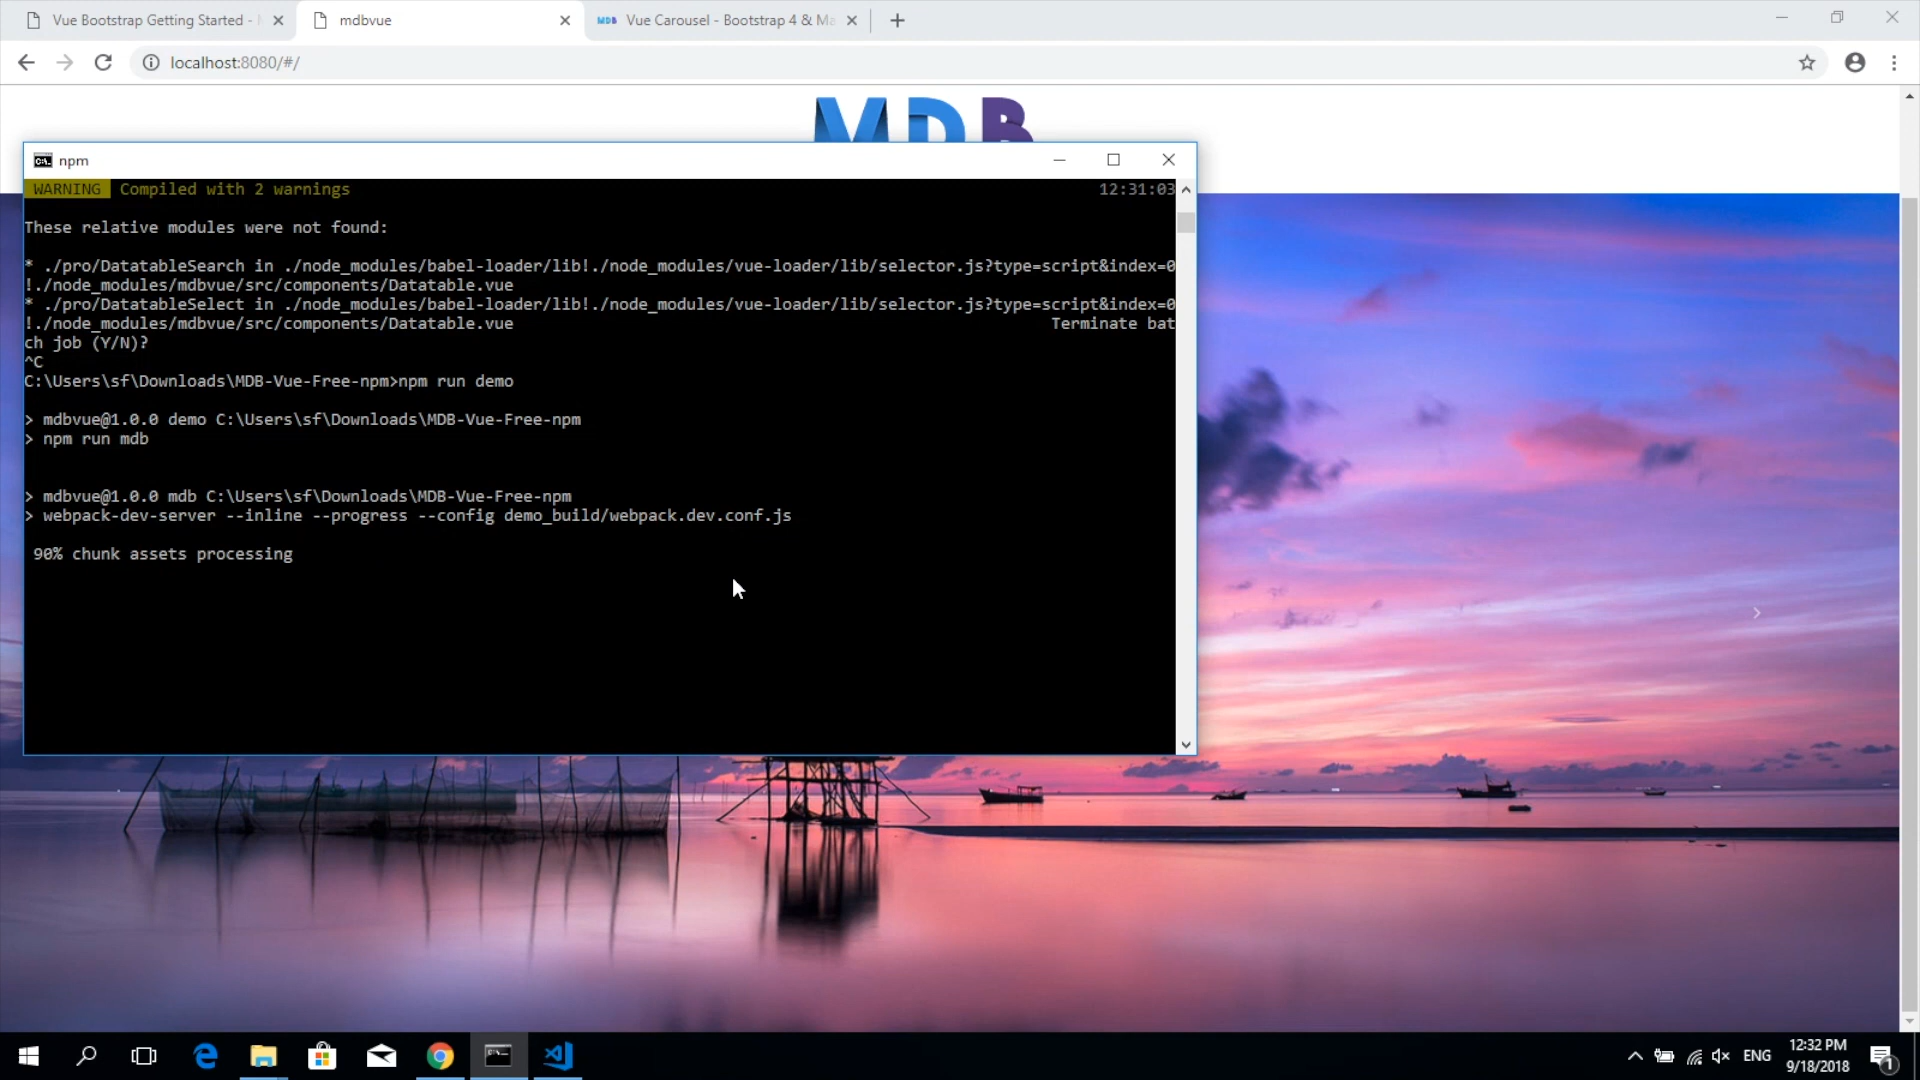 Vue Bootstrap Getting Started -
mdbvue
MDB Vue Carousel - Bootstrap 4 & Ma
localhost:8080/#/
MDB
npm
WARNING Compiled with 2 warnings 12:31:03
These relative modules were not found:
* ./pro/DatatableSearch in ./node_modules/babel-loader/lib!./node_modules/vue-loader/lib/selector.js?type=script&index=0
!./node_modules/mdbvue/src/components/Datatable.vue
* ./pro/DatatableSelect in ./node_modules/babel-loader/lib!./node_modules/vue-loader/lib/selector.js?type=script&index=0
!./node_modules/mdbvue/src/components/Datatable.vue Terminate bat
ch job (Y/N)?
^C
C:\Users\sf\Downloads\MDB-Vue-Free-npm>npm run demo
> mdbvue@1.0.0 demo C:\Users\sf\Downloads\MDB-Vue-Free-npm
> npm run mdb
> mdbvue@1.0.0 mdb C:\Users\sf\Downloads\MDB-Vue-Free-npm
> webpack-dev-server --inline --progress --config demo_build/webpack.dev.conf.js
90% chunk assets processing
ENG
12:32 PM
9/18/2018
1